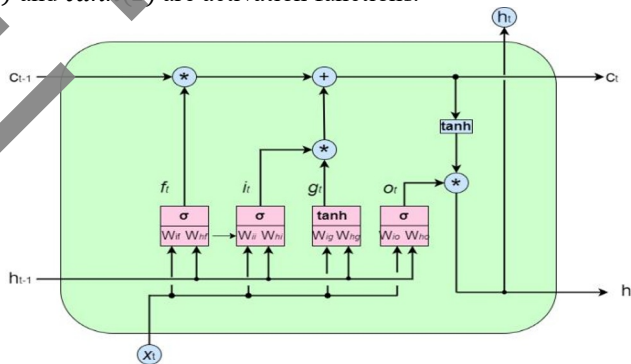 ) and tanh(z) are activation functions.
hₜ
cₜ₋₁ * + cₜ
tanh
* *
fₜ iₜ gₜ oₜ
σ σ tanh σ
Wᵢf Whf Wᵢᵢ Whi Wig Whg Wio Who
hₜ₋₁ h
xₜ